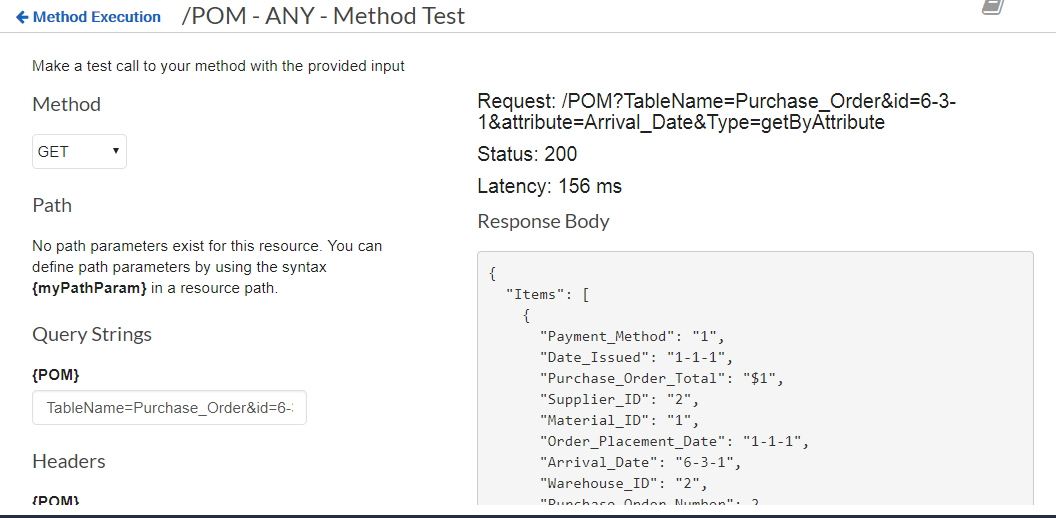 Method Execution /POM - ANY - Method Test
Make a test call to your method with the provided input
Method
GET
Path
No path parameters exist for this resource. You can
define path parameters by using the syntax
{myPathParam} in a resource path.
Query Strings
{POM}
TableName=Purchase_Order&id=6-
Headers
{POM}
Request: /POM?TableName=Purchase_Order&id=6-3-
1&attribute=Arrival_Date&Type=getByAttribute
Status: 200
Latency: 156 ms
Response Body
{
"Items": [
{
"Payment_Method": "1",
"Date_Issued": "1-1-1",
"Purchase_Order_Total": "$1",
"Supplier_ID": "2",
"Material_ID": "1",
"Order_Placement_Date": "1-1-1",
"Arrival_Date": "6-3-1",
"Warehouse_ID": "2",
"Purchase_Order_Number": 2